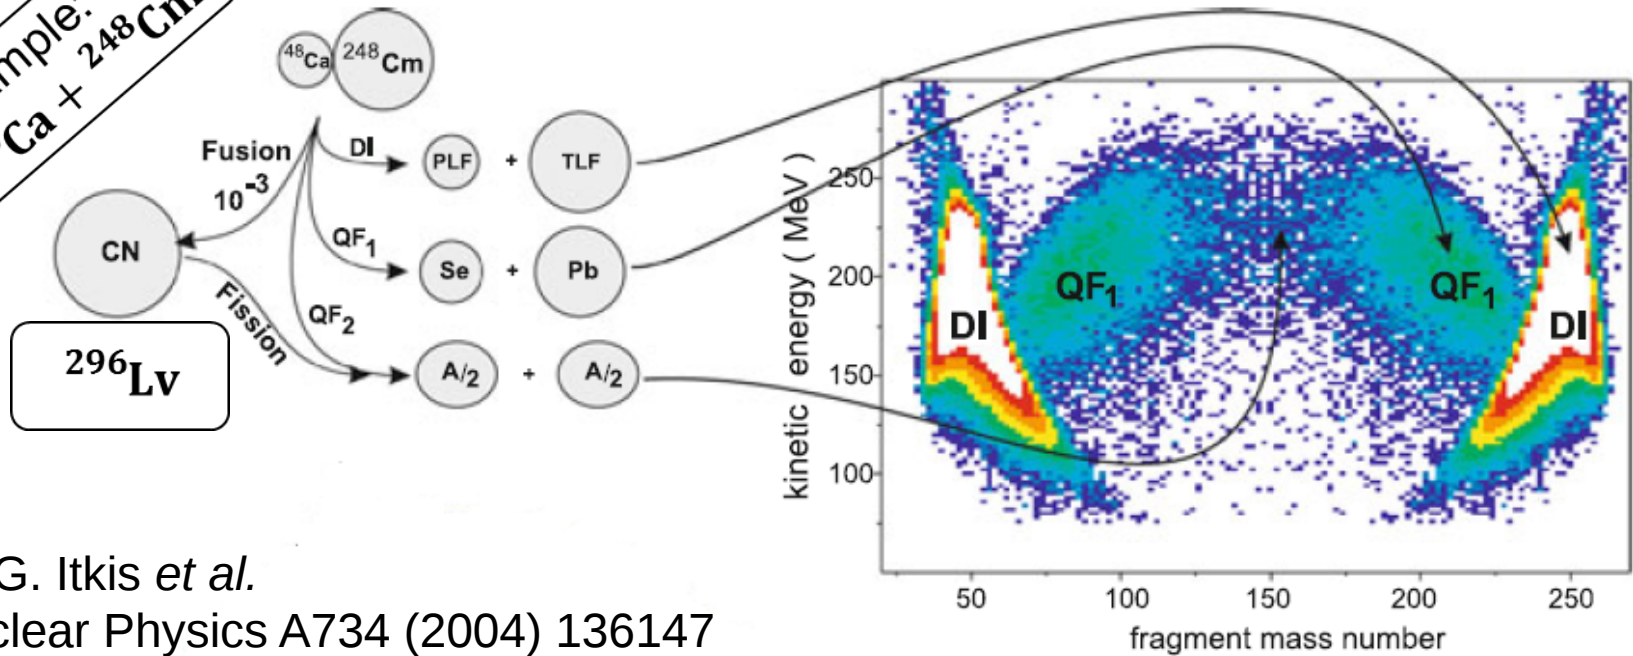 mple:
Ca + ²⁴⁸Cm
⁴⁸Ca
²⁴⁸Cm
Fusion
10⁻³
DI
PLF + TLF
CN
QF₁
Se + Pb
Fission
QF₂
A/2 + A/2
²⁹⁶Lv
kinetic energy ( MeV )
250
200
150
100
QF₁
QF₁
DI
DI
50 100 150 200 250
fragment mass number
G. Itkis et al.
clear Physics A734 (2004) 136147